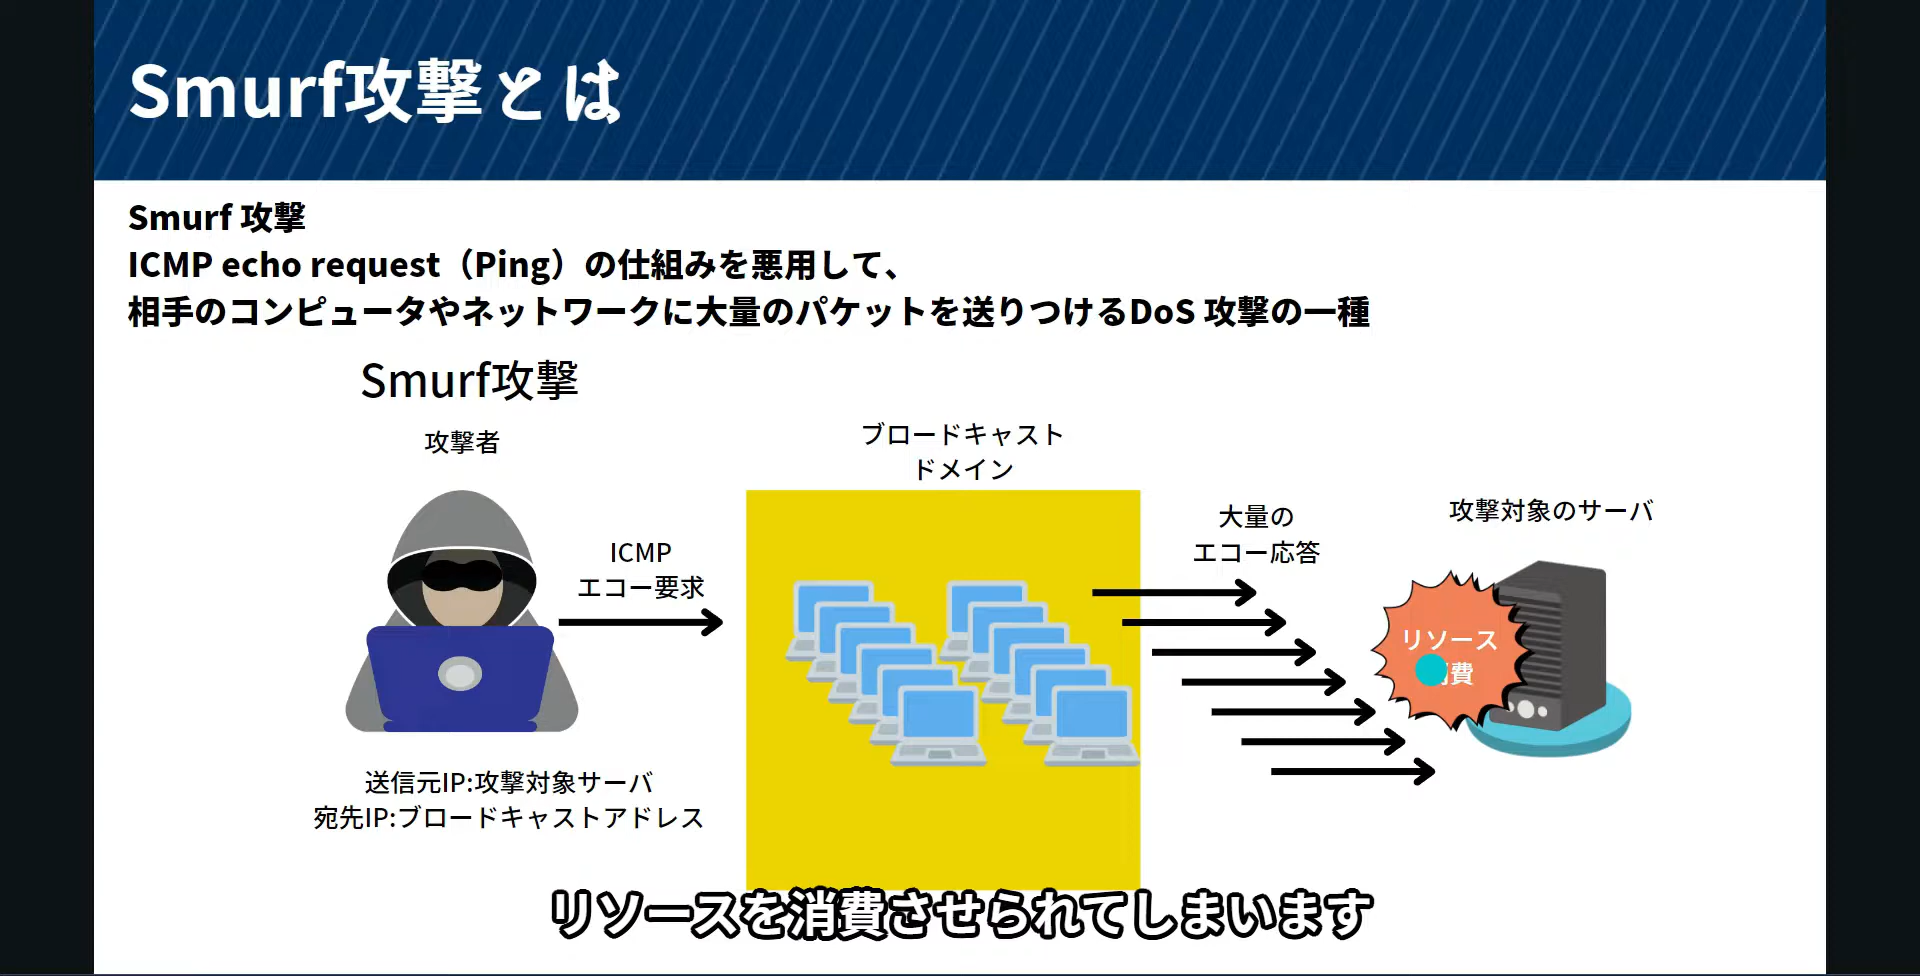 Smurf攻撃とは
Smurf 攻撃
ICMP echo request（Ping）の仕組みを悪用して、
相手のコンピュータやネットワークに大量のパケットを送りつけるDoS 攻撃の一種
Smurf攻撃
攻撃者
ICMP
エコー要求
送信元IP:攻撃対象サーバ
宛先IP:ブロードキャストアドレス
ブロードキャスト
ドメイン
大量の
エコー応答
攻撃対象のサーバ
リソース
費
リソースを消費させられてしまいます